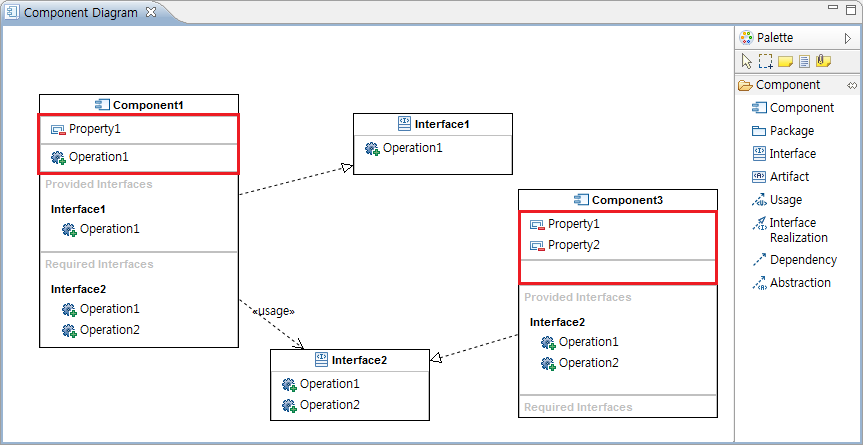 Component Diagram
Component1
Property1
Operation1
Provided Interfaces
Interface1
Operation1
Required Interfaces
Interface2
Operation1
Operation2
Interface1
Operation1
«usage»
Interface2
Operation1
Operation2
Component3
Property1
Property2
Provided Interfaces
Interface2
Operation1
Operation2
Required Interfaces
Palette
Component
Component
Package
Interface
Artifact
Usage
Interface
Realization
Dependency
Abstraction